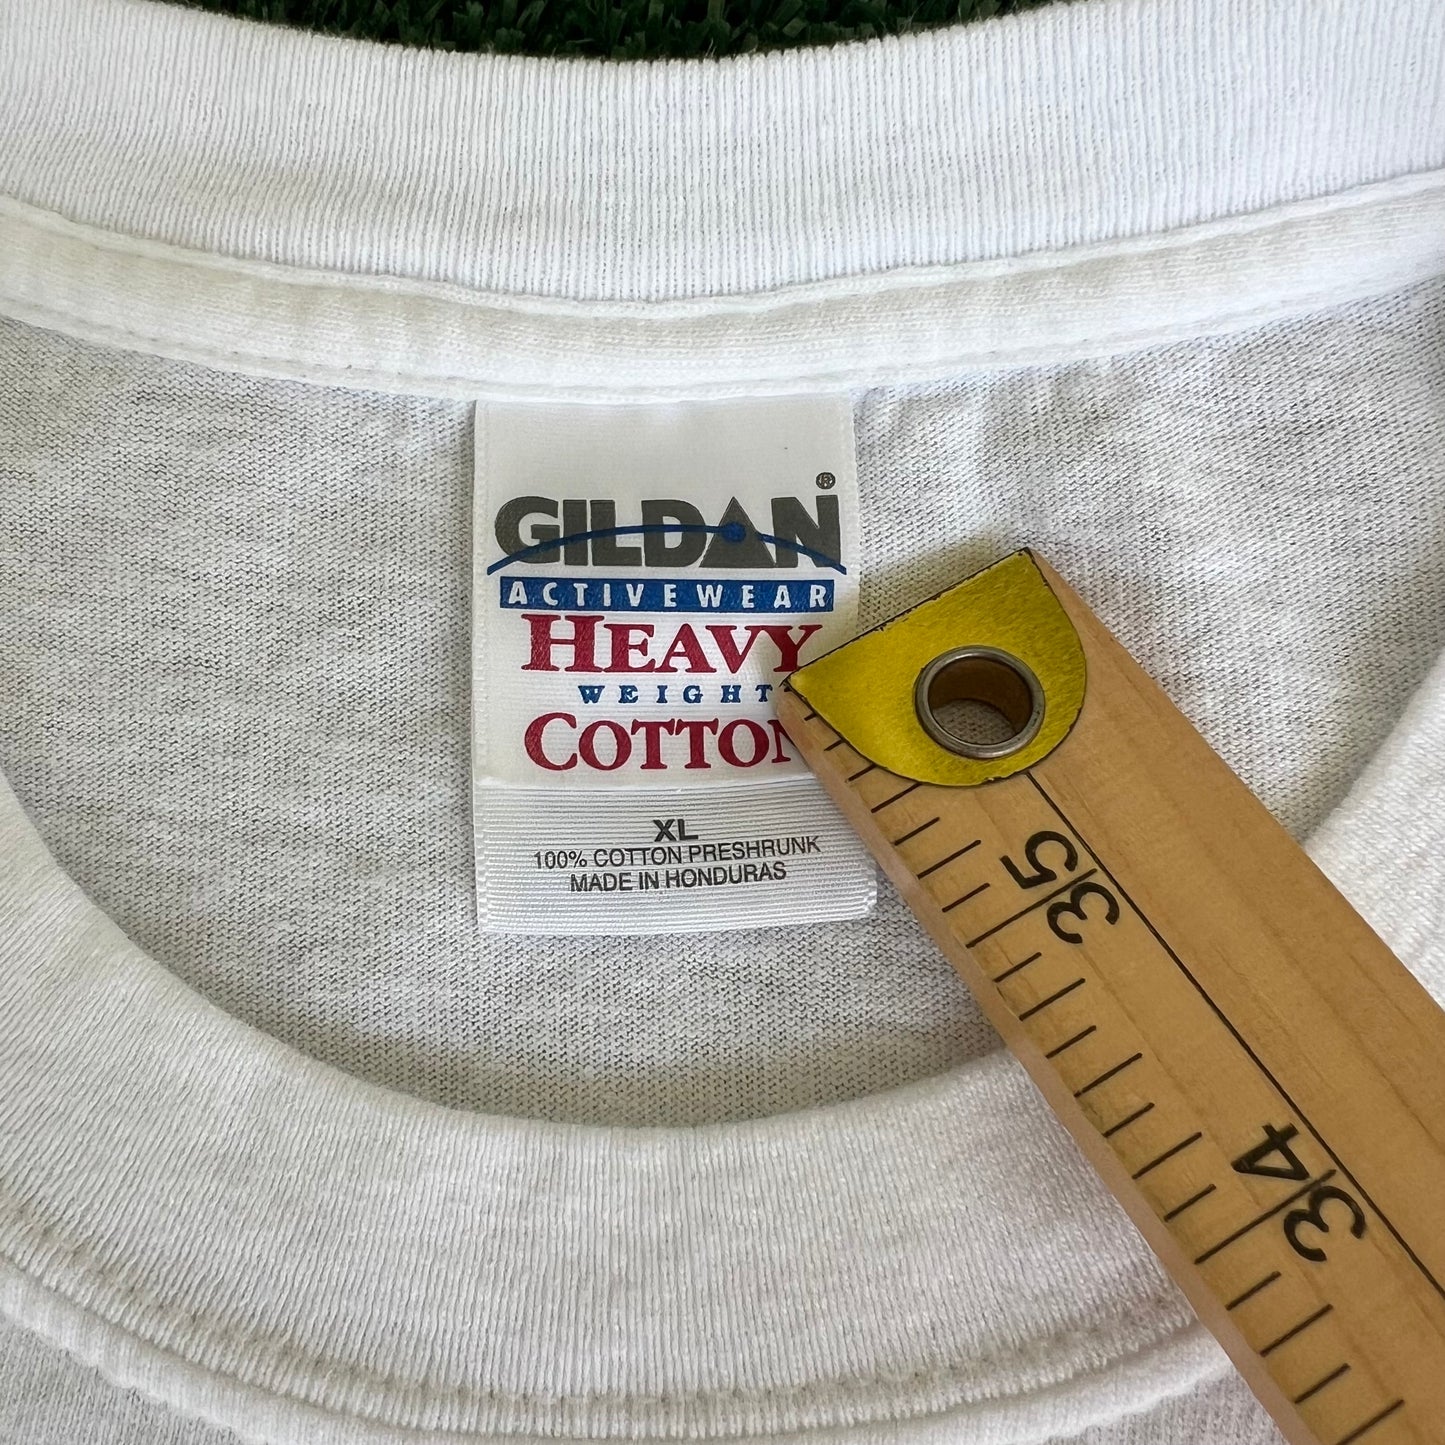 GILDAN®
ACTIVEWEAR
HEAVY
WEIGHT
COTTON
XL
100% COTTON PRESHRUNK
MADE IN HONDURAS
35
34